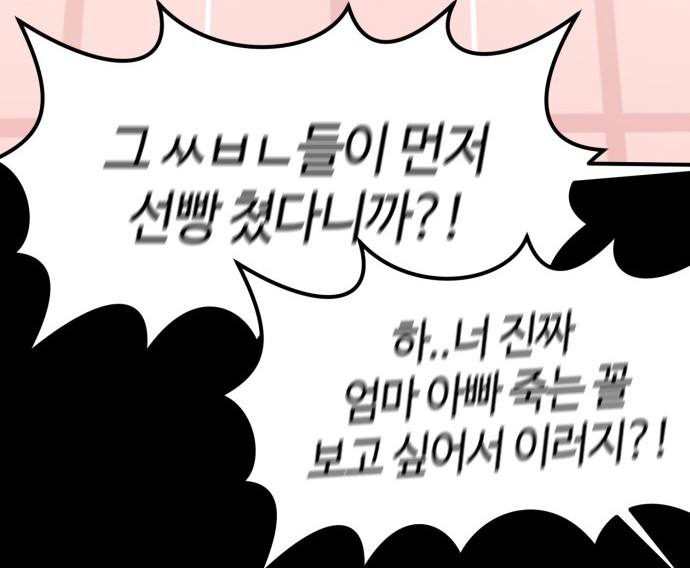 그 ㅆㅂㄴ들이 먼저
선빵 쳤다니까?!
하..너 진짜
엄마 아빠 죽는 꼴
보고 싶어서 이러지?!